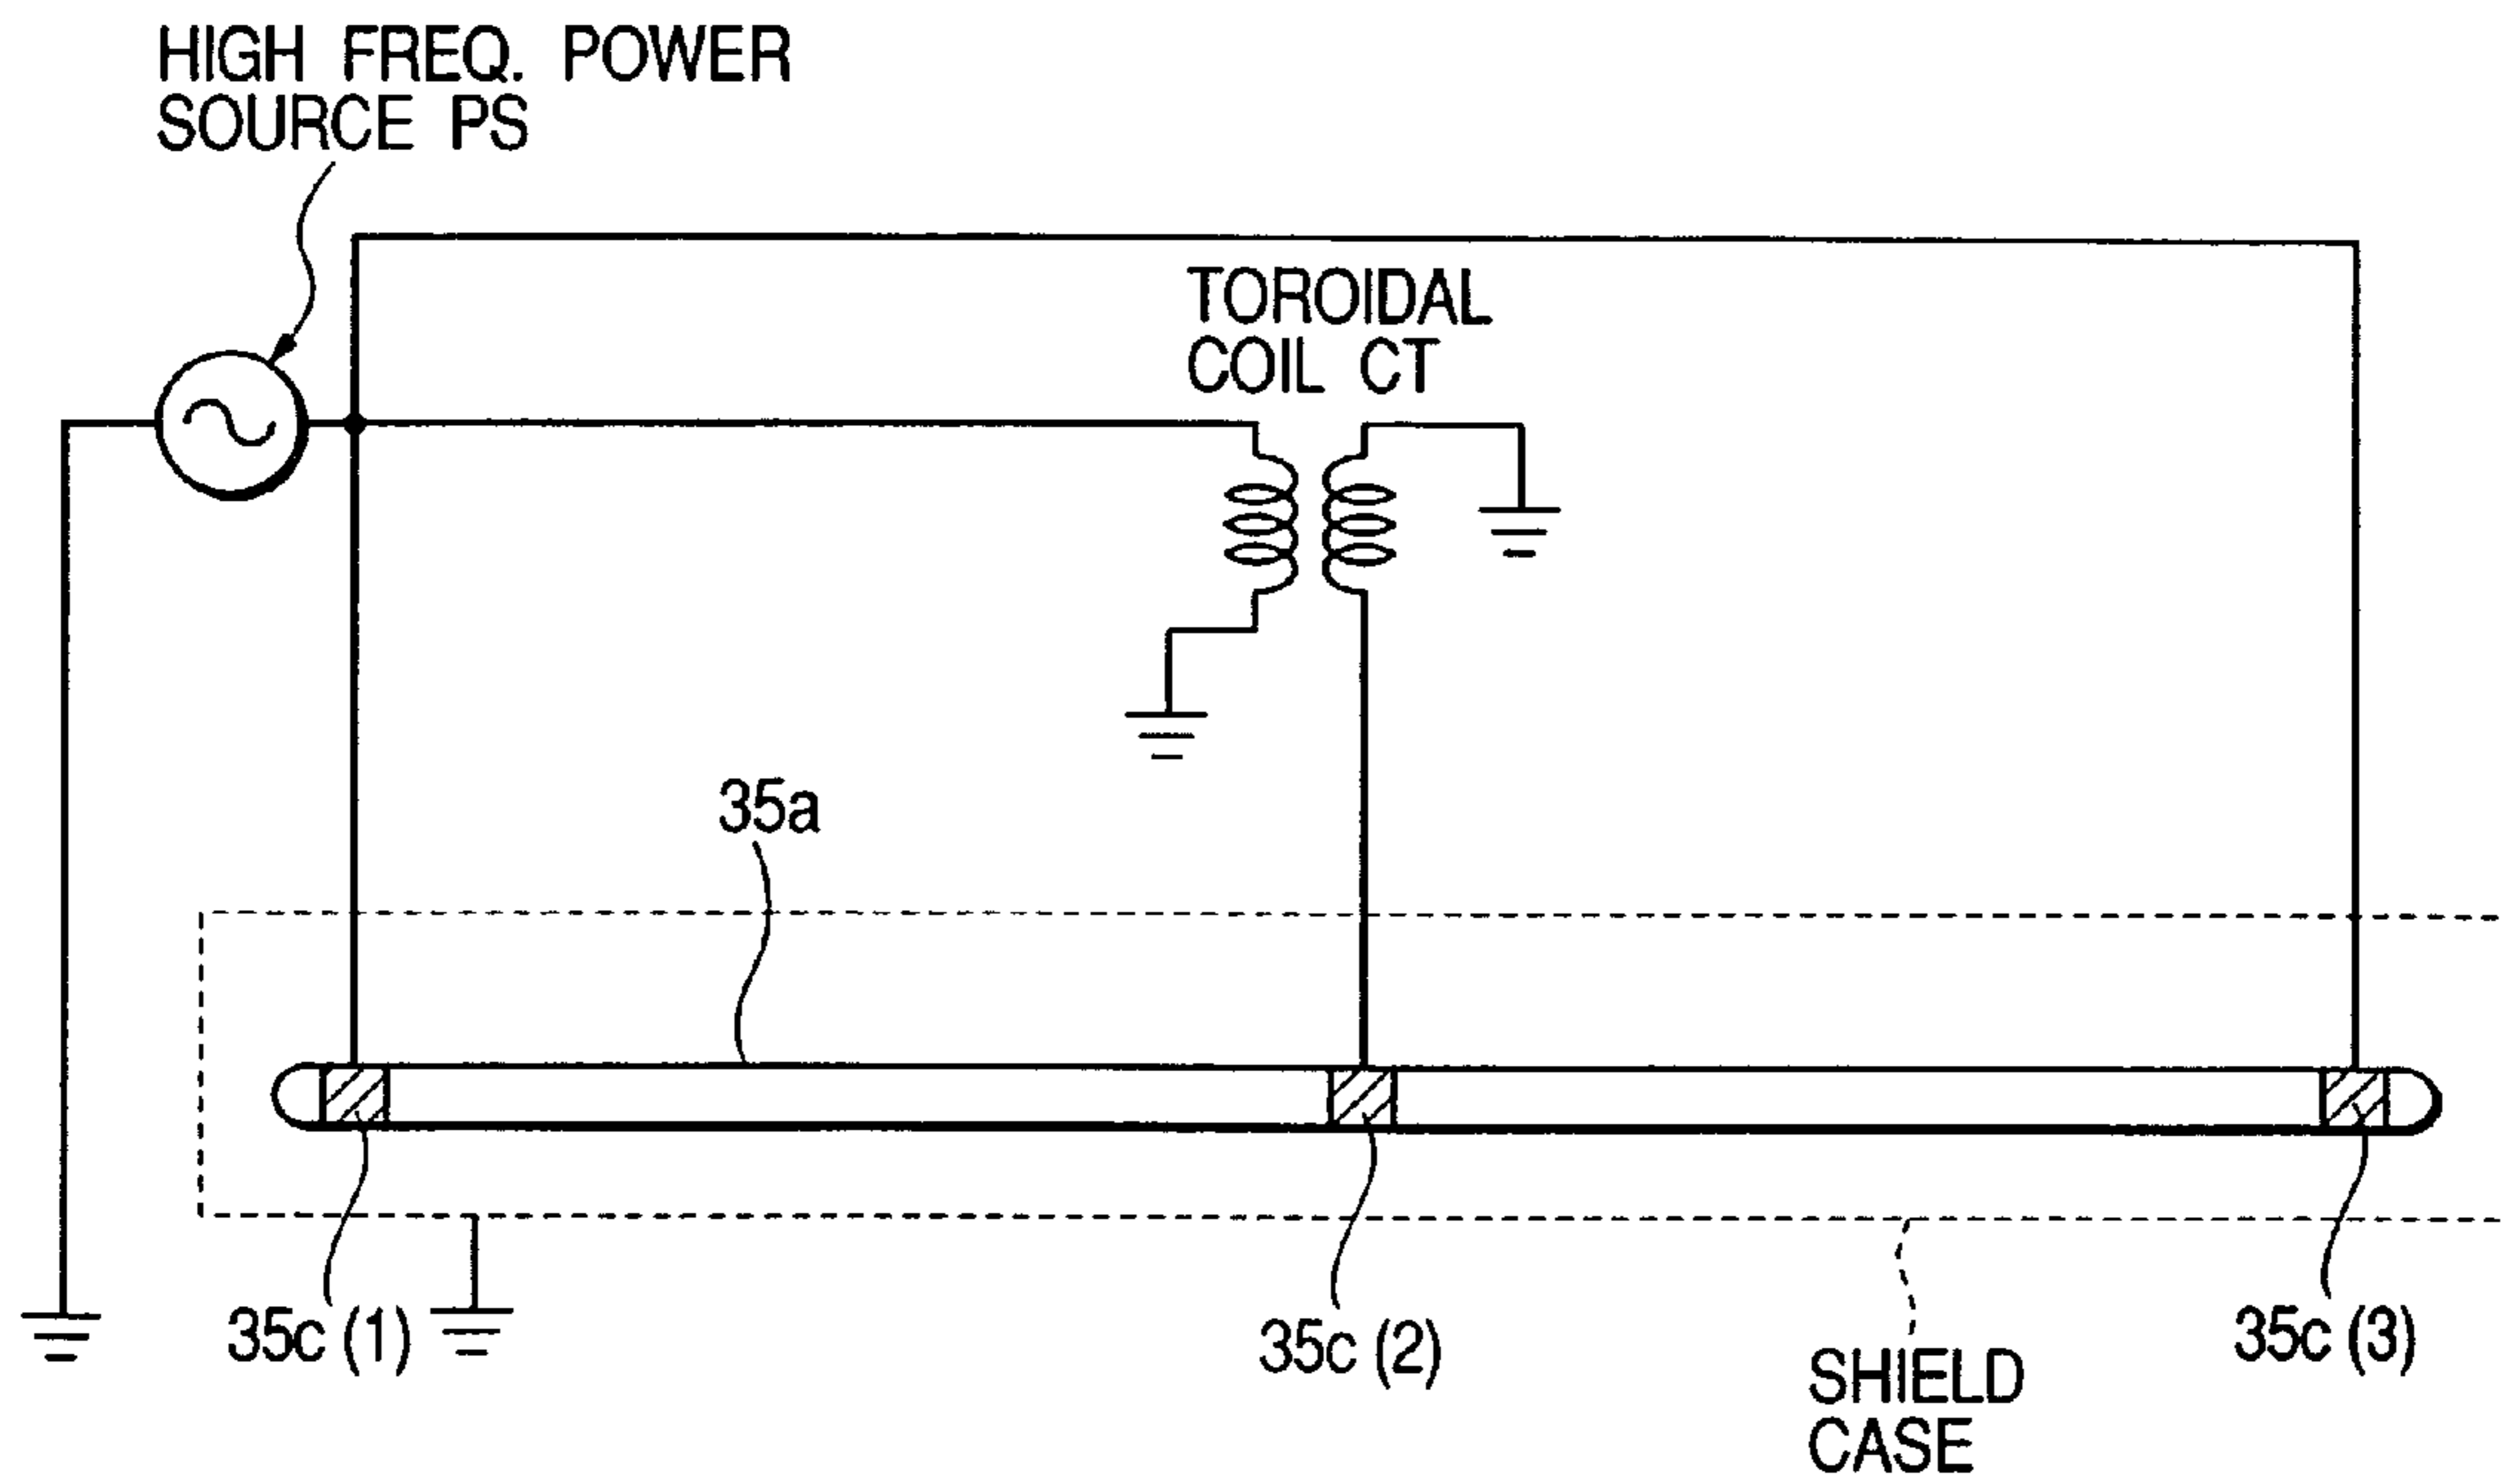 HIGH FREQ. POWER
SOURCE PS
TOROIDAL
COIL CT
35a
35c (1)
35c (2)
35c (3)
SHIELD
CASE